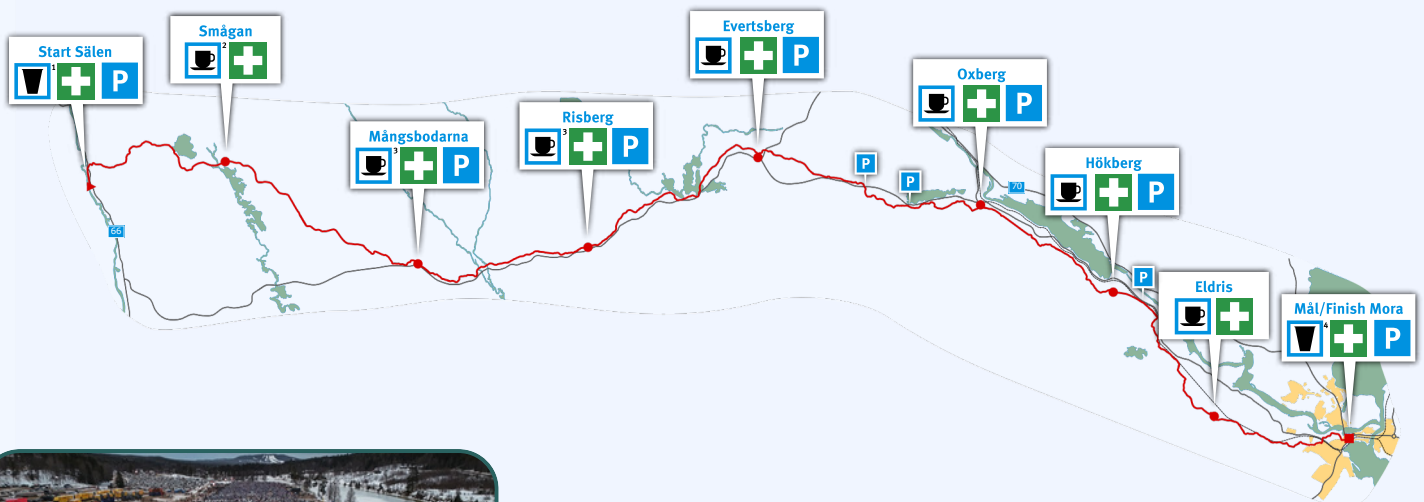 Start Sälen
1
P
Smågan
2
Mångsbodarna
3
P
Risberg
3
P
Evertsberg
P
P
P
Oxberg
P
Hökberg
P
P
Eldris
Mål/Finish Mora
4
P
66
70